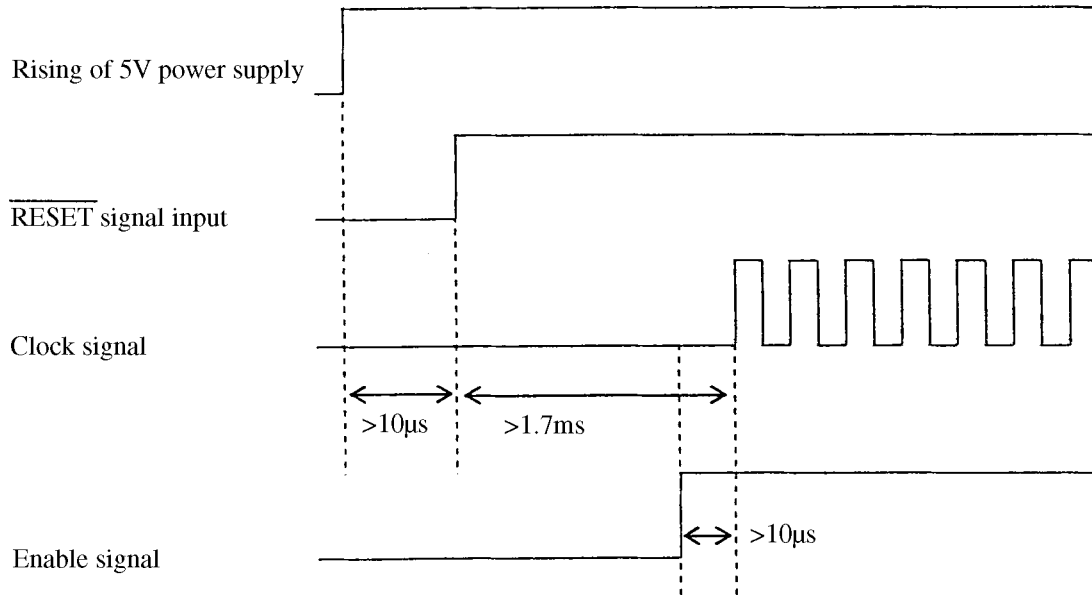 Rising of 5V power supply
RESET signal input
Clock signal
>10μs
>1.7ms
>10μs
Enable signal